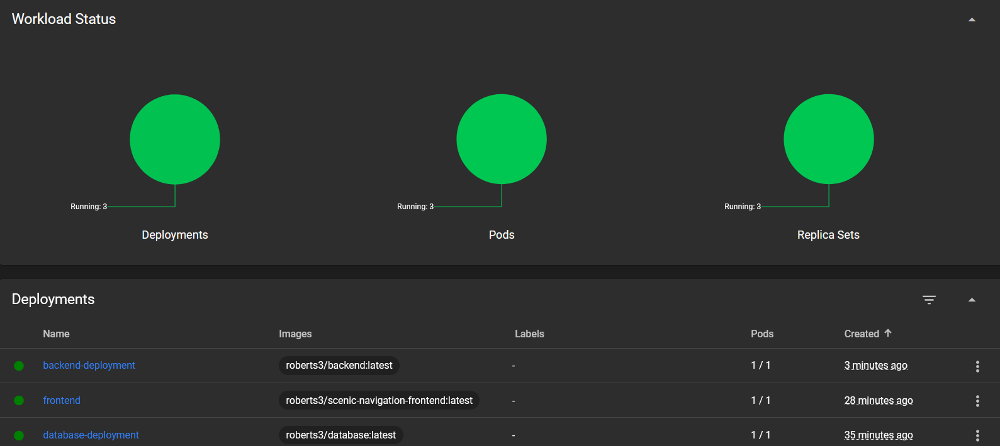 Workload Status
Running: 3
Running: 3
Running: 3
Deployments
Pods
Replica Sets
Deployments
Name Images Labels Pods Created
backend-deployment roberts3/backend:latest - 1 / 1 3 minutes ago
frontend roberts3/scenic-navigation-frontend:latest - 1 / 1 28 minutes ago
database-deployment roberts3/database:latest - 1 / 1 35 minutes ago